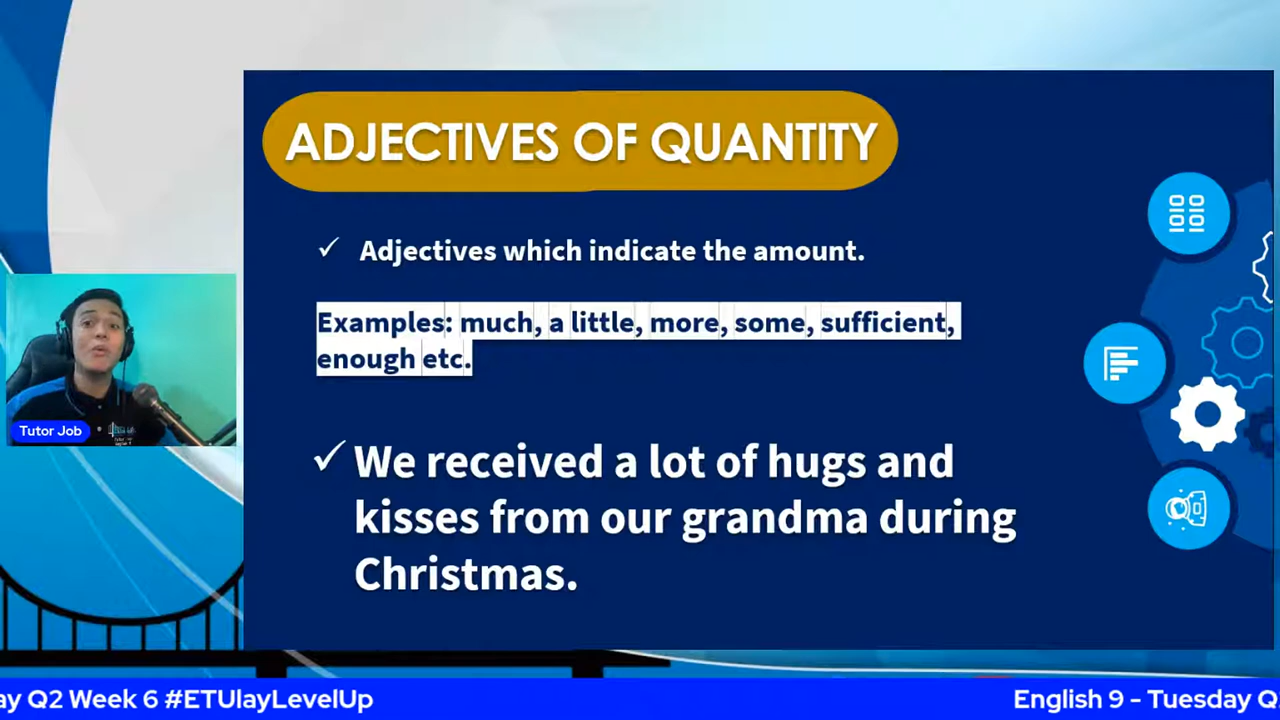 ADJECTIVES OF QUANTITY
✓ Adjectives which indicate the amount.
Examples: much, a little, more, some, sufficient,
enough etc.
✓ We received a lot of hugs and
kisses from our grandma during
Christmas.
Tutor Job
ay Q2 Week 6 #ETUlayLevelUp
English 9 - Tuesday Q